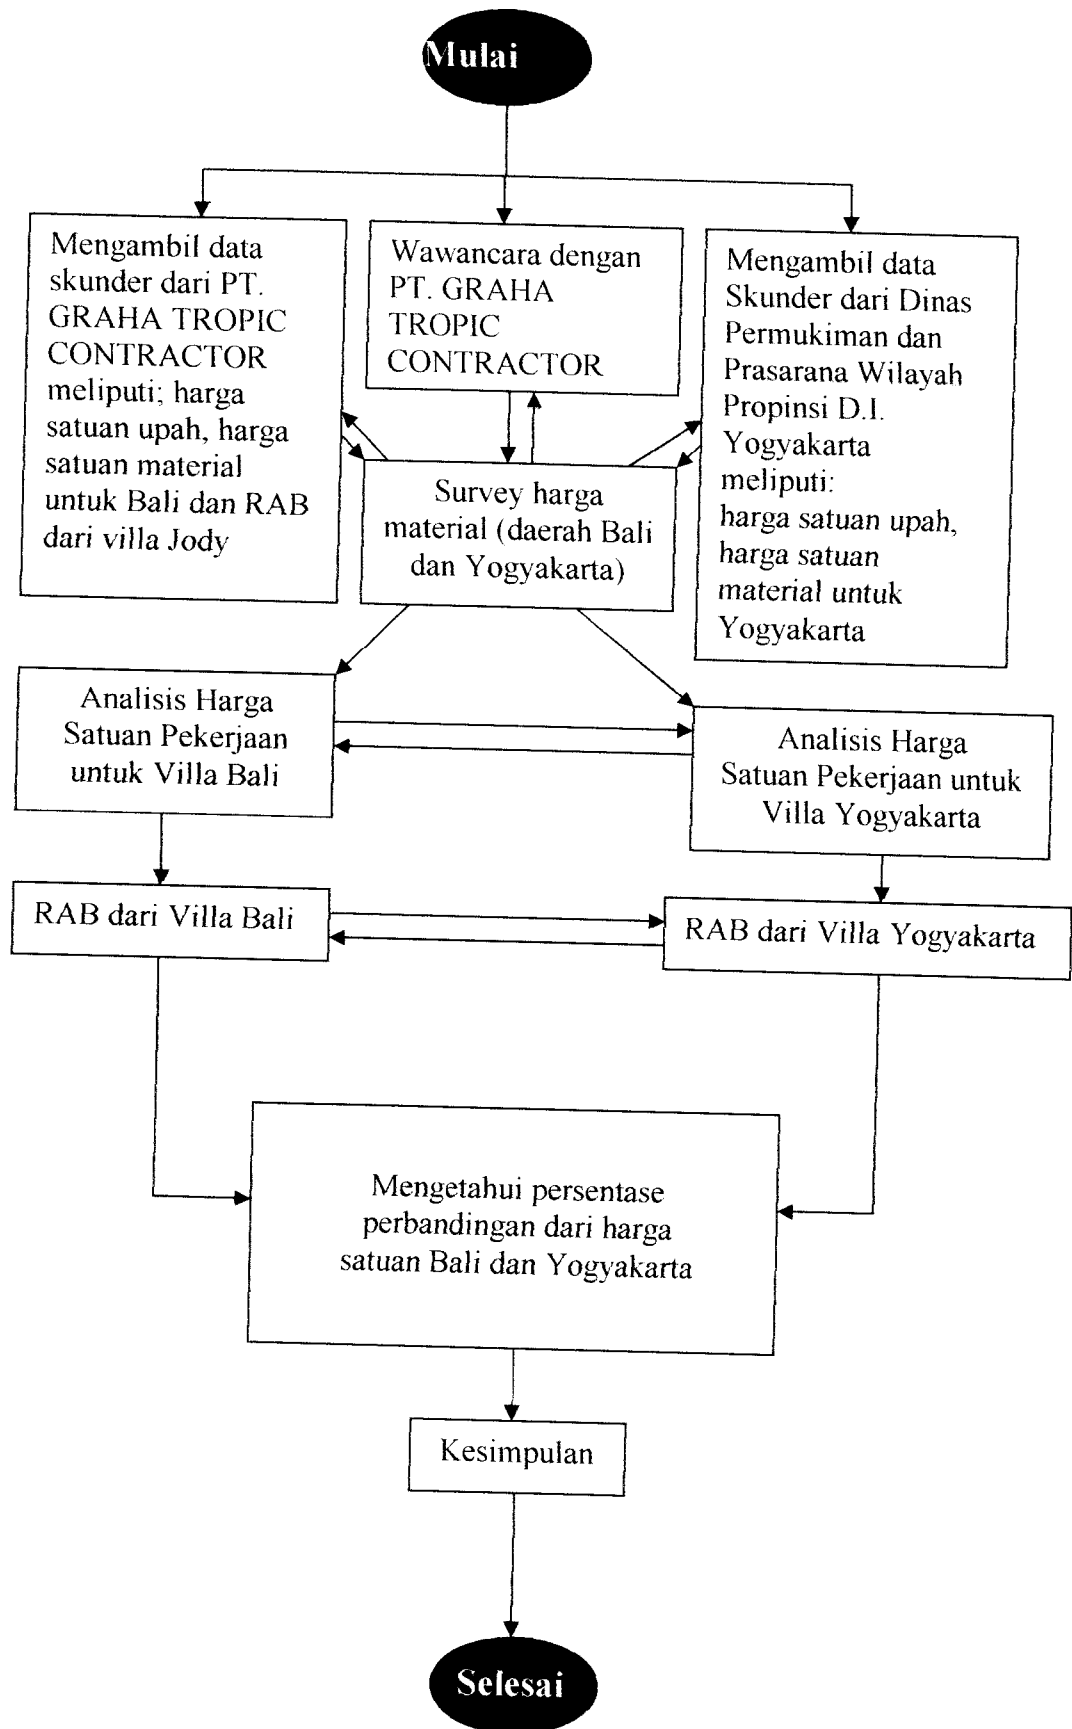 Mulai
Mengambil data
skunder dari PT.
GRAHA TROPIC
CONTRACTOR
meliputi; harga
satuan upah, harga
satuan material
untuk Bali dan RAB
dari villa Jody
Wawancara dengan
PT. GRAHA
TROPIC
CONTRACTOR
Mengambil data
Skunder dari Dinas
Permukiman dan
Prasarana Wilayah
Propinsi D.I.
Yogyakarta
meliputi:
harga satuan upah,
harga satuan
material untuk
Yogyakarta
Survey harga
material (daerah Bali
dan Yogyakarta)
Analisis Harga
Satuan Pekerjaan
untuk Villa Bali
Analisis Harga
Satuan Pekerjaan untuk
Villa Yogyakarta
RAB dari Villa Bali
RAB dari Villa Yogyakarta
Mengetahui persentase
perbandingan dari harga
satuan Bali dan Yogyakarta
Kesimpulan
Selesai